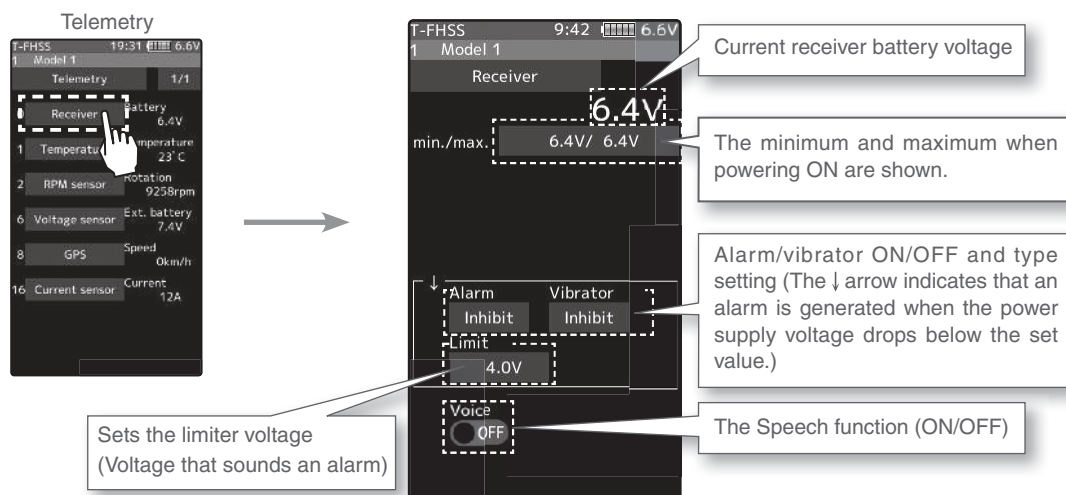 Telemetry
T-FHSS 19:31 6.6V
1 Model 1
Telemetry 1/1
Receiver Battery
6.4V
1 Temperatu mperature
23°C
2 RPM sensor Rotation
9258rpm
6 Voltage sensor Ext. battery
7.4V
8 GPS Speed
0km/h
16 Current sensor Current
12A
T-FHSS 9:42 6.6V
1 Model 1
Receiver
6.4V
min./max. 6.4V/ 6.4V
↓
Alarm Vibrator
Inhibit Inhibit
Limit
4.0V
Voice
OFF
Current receiver battery voltage
The minimum and maximum when
powering ON are shown.
Alarm/vibrator ON/OFF and type
setting (The ↓ arrow indicates that an
alarm is generated when the power
supply voltage drops below the set
value.)
The Speech function (ON/OFF)
Sets the limiter voltage
(Voltage that sounds an alarm)